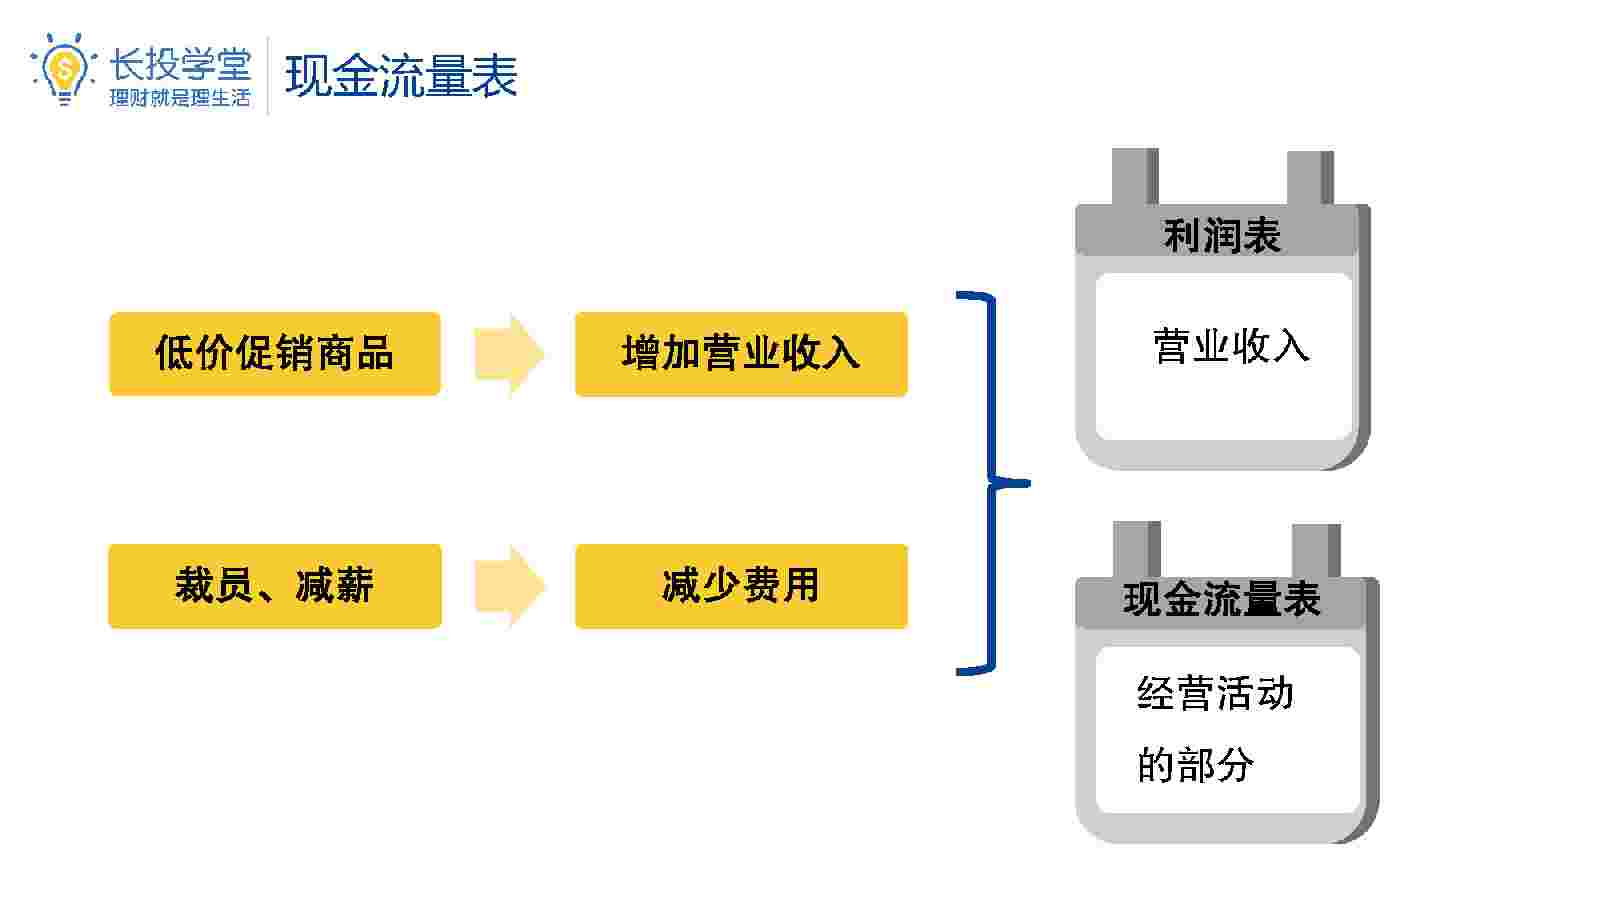 长投学堂
理财就是理生活
现金流量表
利润表
营业收入
低价促销商品
增加营业收入
裁员、减薪
减少费用
现金流量表
经营活动
的部分